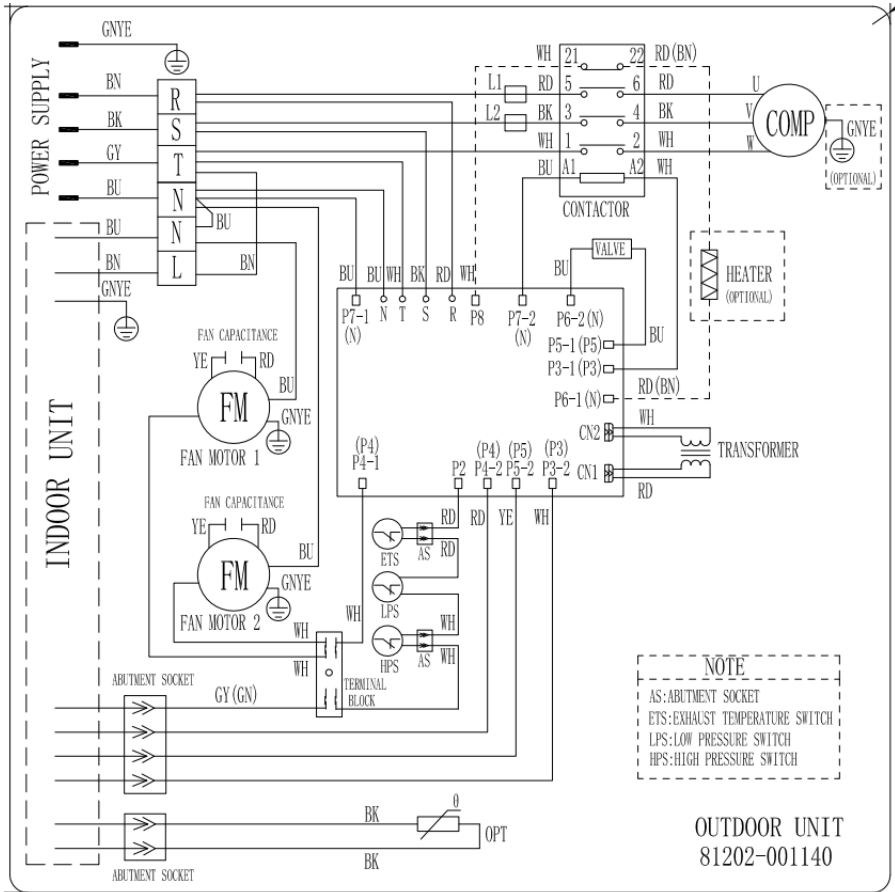 GNYE
POWER SUPPLY
BN
BK
GY
BU
BU
BN
GNYE
R
S
T
N
N
L
BU
BN
L1
L2
WH
RD
BK
WH
BU
21
22
5
6
3
4
1
2
A1
A2
RD(BN)
RD
BK
WH
WH
CONTACTOR
U
V
W
COMP
GNYE
(OPTIONAL)
VALVE
BU
BU
HEATER
(OPTIONAL)
BU
BU
WH
BK
RD
WH
P7-1
(N)
N
T
S
R
P8
P7-2
(N)
P6-2(N)
P5-1(P5)
P3-1(P3)
P6-1(N)
RD(BN)
CN2
WH
CN1
RD
TRANSFORMER
(P4)
P4-1
P2
(P4)
P4-2
(P5)
P5-2
(P3)
P3-2
FAN CAPACITANCE
YE
RD
FM
BU
GNYE
FAN MOTOR 1
FAN CAPACITANCE
YE
RD
FM
BU
GNYE
FAN MOTOR 2
INDOOR UNIT
RD
RD
YE
WH
ETS
AS
RD
LPS
WH
HPS
AS
WH
WH
WH
WH
TERMINAL
BLOCK
ABUTMENT SOCKET
GY(GN)
BK
θ
OPT
BK
ABUTMENT SOCKET
NOTE
AS:ABUTMENT SOCKET
ETS:EXHAUST TEMPERATURE SWITCH
LPS:LOW PRESSURE SWITCH
HPS:HIGH PRESSURE SWITCH
OUTDOOR UNIT
81202-001140